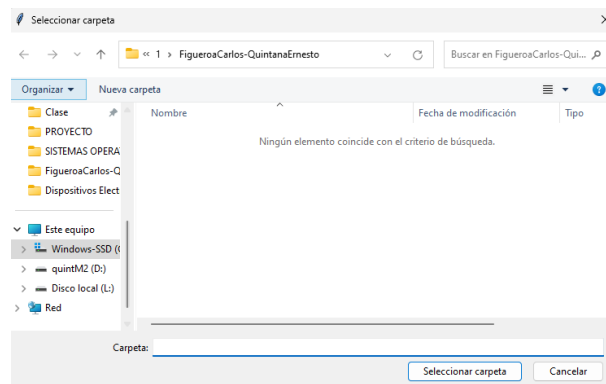 Seleccionar carpeta
« 1 > FigueroaCarlos-QuintanaErnesto
Buscar en FigueroaCarlos-Qui...
Organizar
Nueva carpeta
Clase
PROYECTO
SISTEMAS OPERA
FigueroaCarlos-Q
Dispositivos Elect
Este equipo
Windows-SSD (
quintM2 (D:)
Disco local (L:)
Red
Nombre
Fecha de modificación
Tipo
Ningún elemento coincide con el criterio de búsqueda.
Carpeta:
Seleccionar carpeta
Cancelar